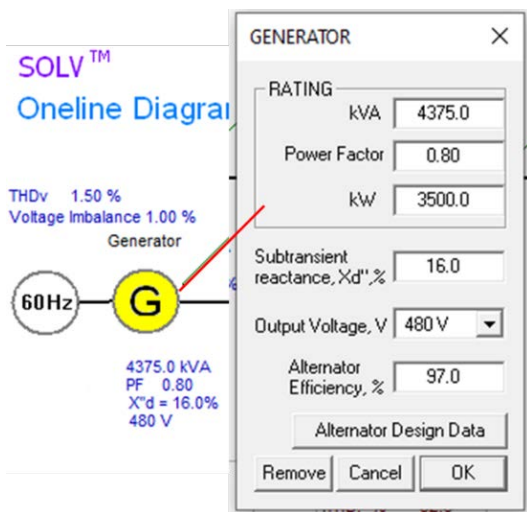 SOLV™
Oneline Diagra
THDv 1.50 %
Voltage Imbalance 1.00 %
Generator
60Hz
G
4375.0 kVA
PF 0.80
X"d = 16.0%
480 V
GENERATOR
RATING
kVA 4375.0
Power Factor 0.80
kW 3500.0
Subtransient
reactance, Xd",% 16.0
Output Voltage, V 480 V
Alternator
Efficiency, % 97.0
Alternator Design Data
Remove Cancel OK